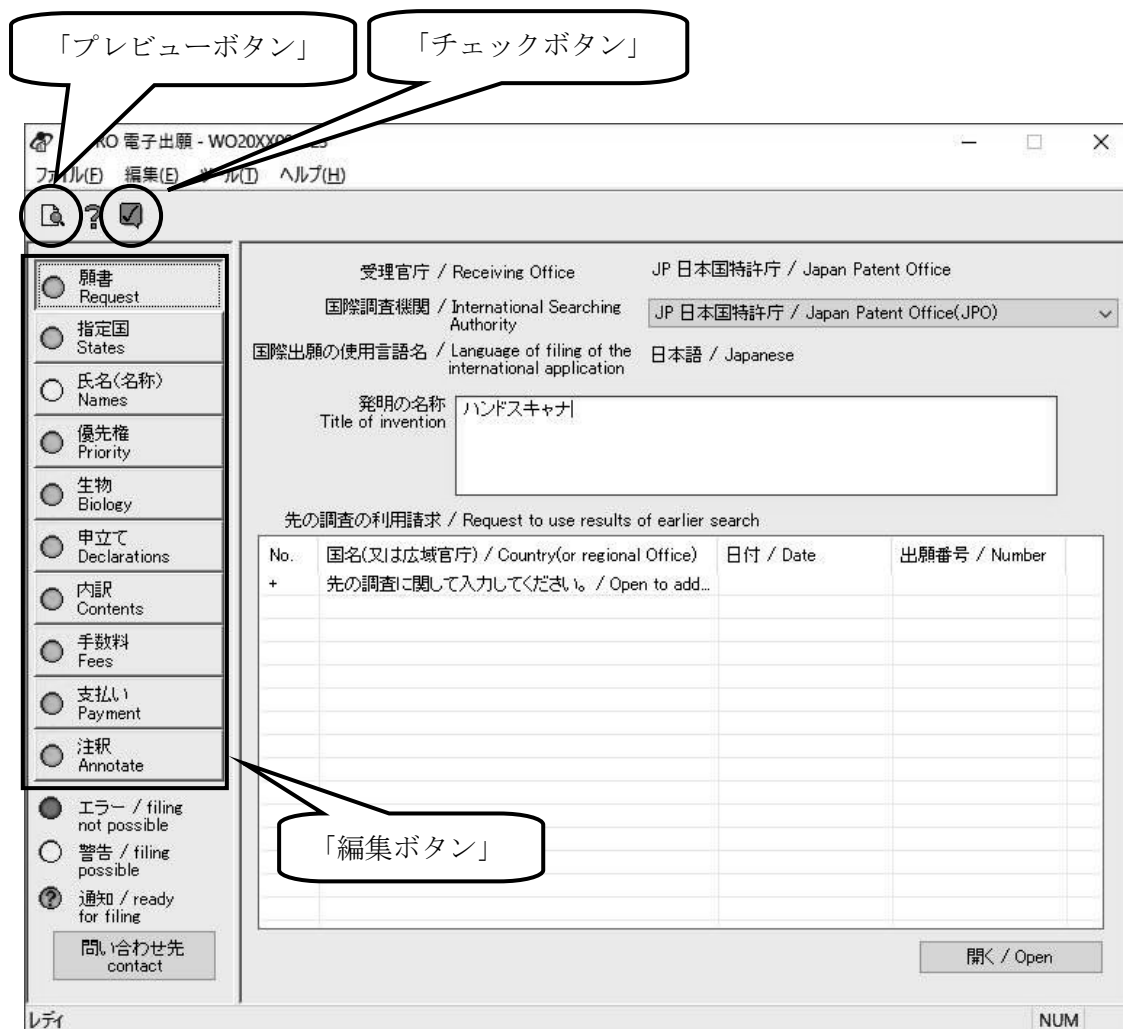 「プレビューボタン」
「チェックボタン」
RO 電子出願 - WO20XX
ファイル(F) 編集(E) ル(T) ヘルプ(H)
願書
Request
指定国
States
氏名(名称)
Names
優先権
Priority
生物
Biology
申立て
Declarations
内訳
Contents
手数料
Fees
支払い
Payment
注釈
Annotate
エラー / filing
not possible
警告 / filing
possible
通知 / ready
for filing
問い合わせ先
contact
受理官庁 / Receiving Office JP 日本国特許庁 / Japan Patent Office
国際調査機関 / International Searching
Authority
JP 日本国特許庁 / Japan Patent Office(JPO)
国際出願の使用言語名 / Language of filing of the
international application
日本語 / Japanese
発明の名称
Title of invention
ハンドスキャナ
先の調査の利用請求 / Request to use results of earlier search
No. 国名(又は広域官庁) / Country(or regional Office) 日付 / Date 出願番号 / Number
+ 先の調査に関して入力してください。 / Open to add...
「編集ボタン」
開く / Open
レディ NUM